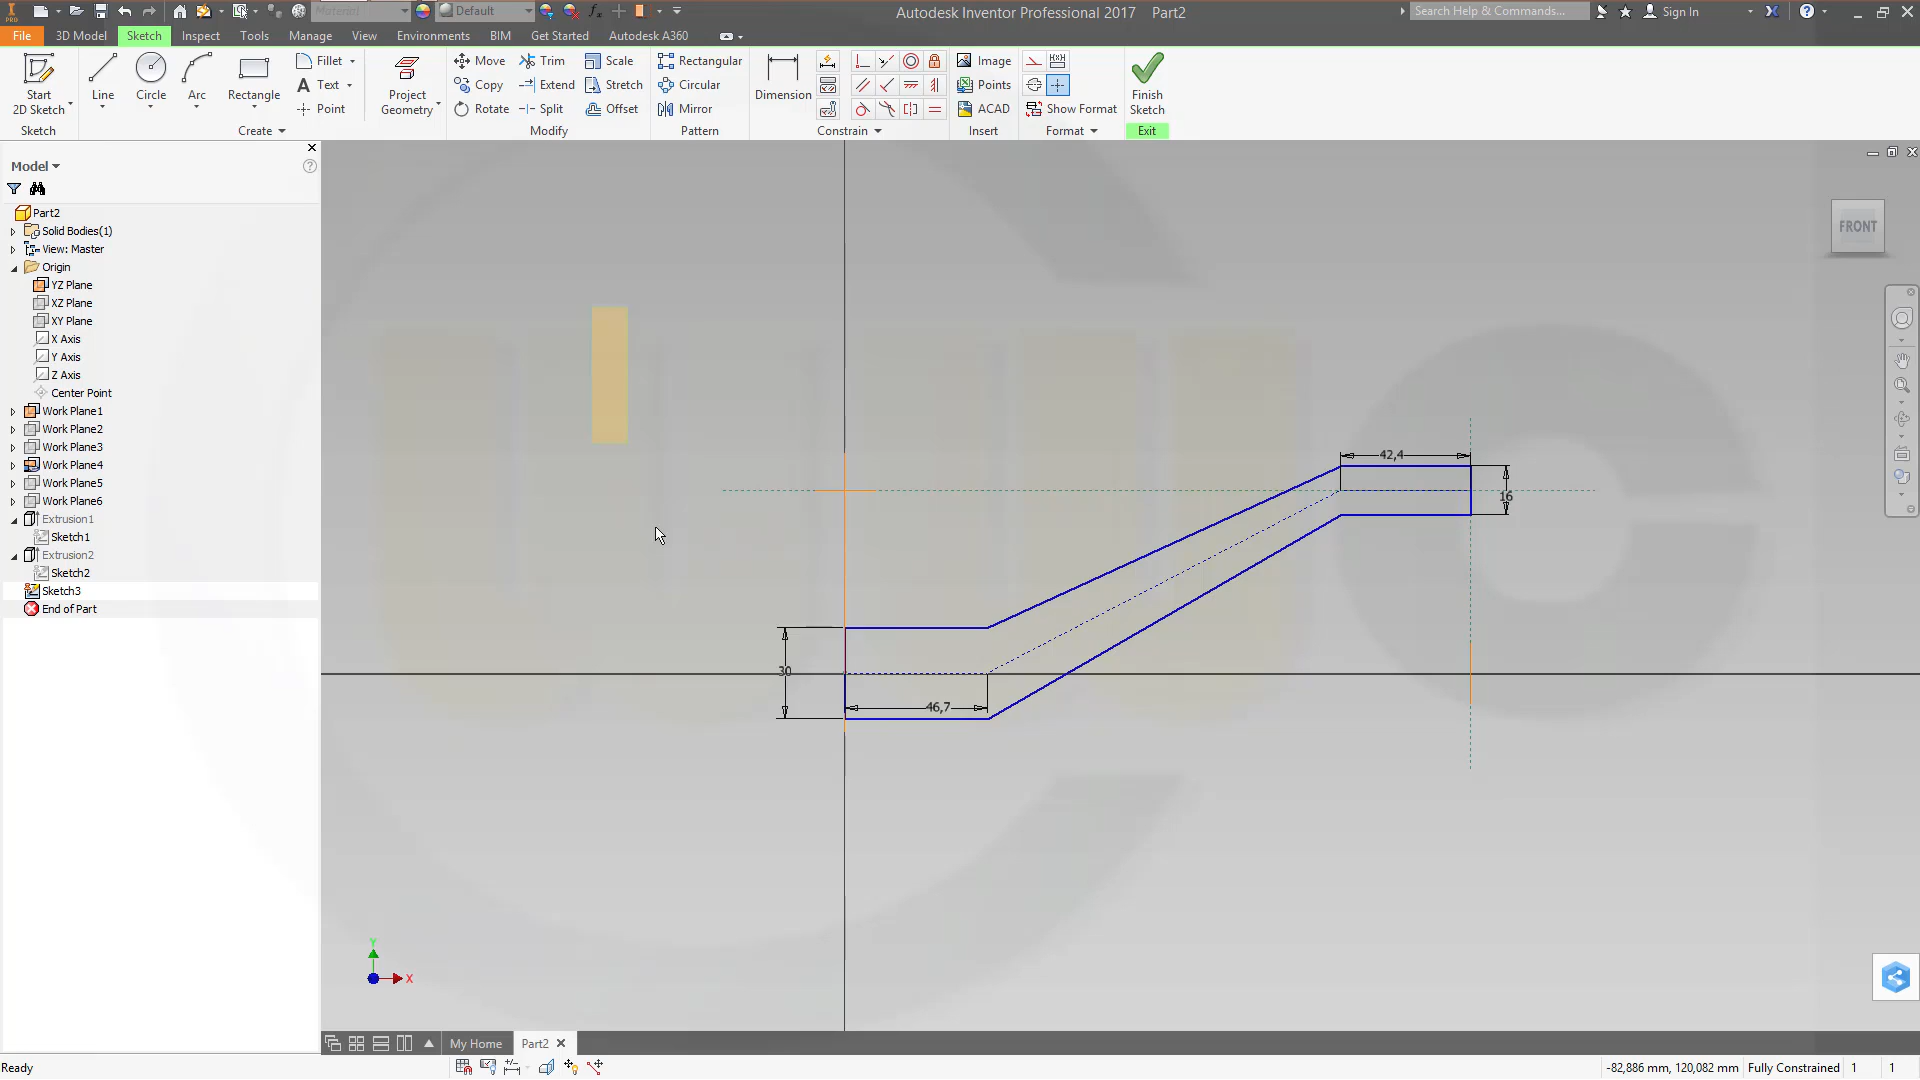 PRO
Material
Default
Autodesk Inventor Professional 2017 Part2
Search Help & Commands...
Sign In
File
3D Model
Sketch
Inspect
Tools
Manage
View
Environments
BIM
Get Started
Autodesk A360
Start
2D Sketch
Line
Circle
Arc
Rectangle
Fillet
Text
Point
Project
Geometry
Move
Copy
Rotate
Trim
Extend
Split
Scale
Stretch
Offset
Rectangular
Circular
Mirror
Dimension
Image
Points
ACAD
Show Format
Finish
Sketch
Sketch
Create
Modify
Pattern
Constrain
Insert
Format
Exit
Model
Part2
Solid Bodies(1)
View: Master
Origin
YZ Plane
XZ Plane
XY Plane
X Axis
Y Axis
Z Axis
Center Point
Work Plane1
Work Plane2
Work Plane3
Work Plane4
Work Plane5
Work Plane6
Extrusion1
Sketch1
Extrusion2
Sketch2
Sketch3
End of Part
FRONT
42,4
16
30
46,7
Y
X
My Home
Part2
Ready
-82,886 mm, 120,082 mm
Fully Constrained
1
1